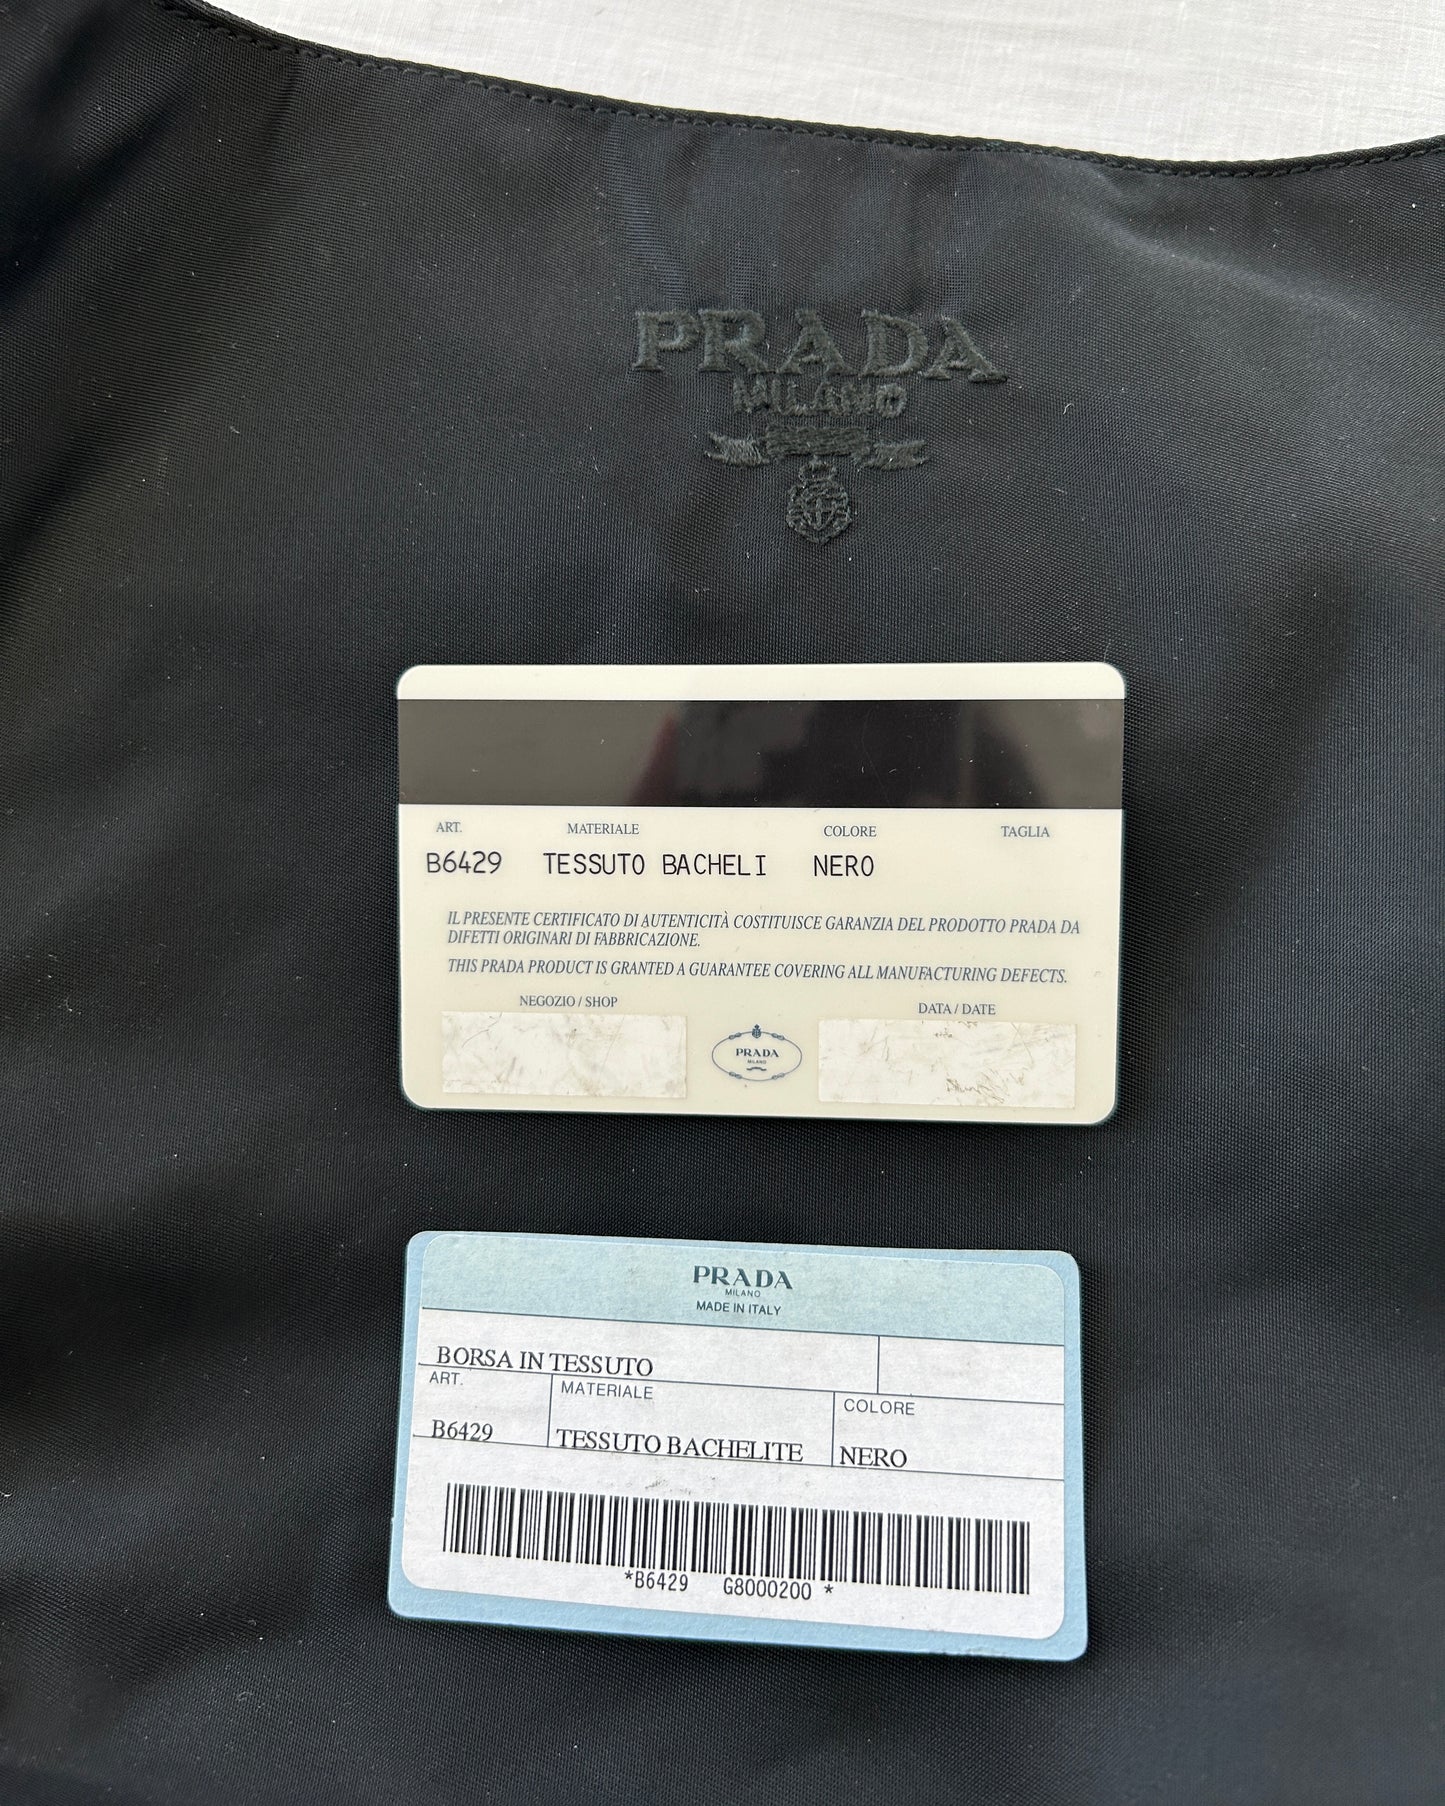 PRADA
MILANO
ART. MATERIALE COLORE TAGLIA
B6429 TESSUTO BACHELI NERO
IL PRESENTE CERTIFICATO DI AUTENTICITÀ COSTITUISCE GARANZIA DEL PRODOTTO PRADA DA
DIFETTI ORIGINARI DI FABBRICAZIONE.
THIS PRADA PRODUCT IS GRANTED A GUARANTEE COVERING ALL MANUFACTURING DEFECTS.
NEGOZIO / SHOP DATA / DATE
PRADA
MILANO
PRADA
MILANO
MADE IN ITALY
BORSA IN TESSUTO
ART. MATERIALE COLORE
B6429 TESSUTO BACHELITE NERO
*B6429 G8000200 *